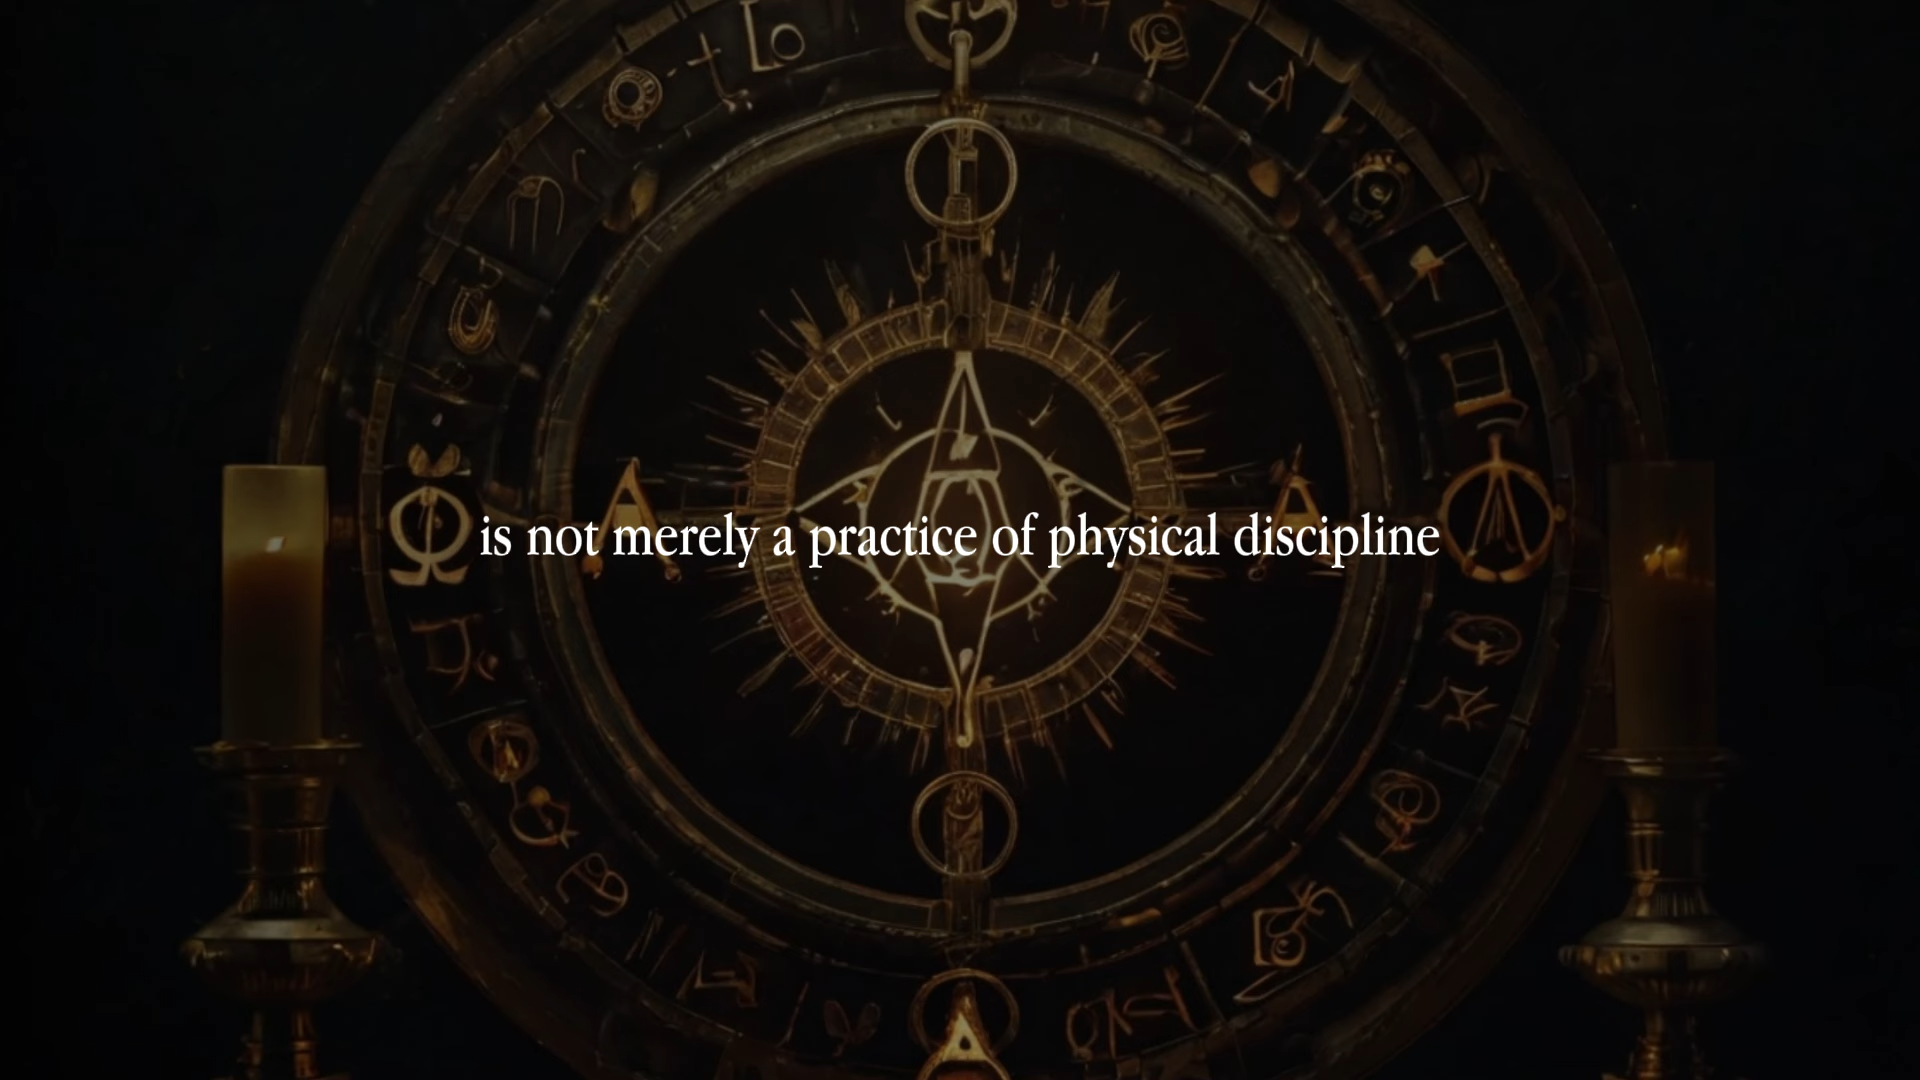 is not merely a practice of physical discipline